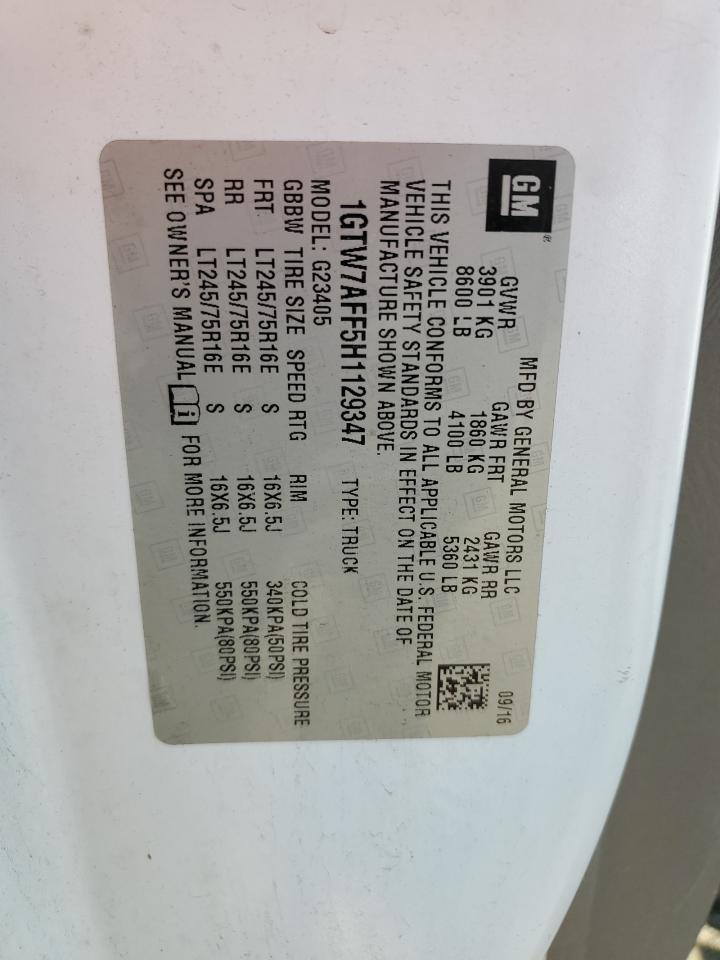 GM®
MFD BY GENERAL MOTORS LLC 09/16
GVWR GAWR FRT GAWR RR
3901 KG 1860 KG 2431 KG
8600 LB 4100 LB 5360 LB
THIS VEHICLE CONFORMS TO ALL APPLICABLE U.S. FEDERAL MOTOR
VEHICLE SAFETY STANDARDS IN EFFECT ON THE DATE OF
MANUFACTURE SHOWN ABOVE.
1GTW7AFF5H1129347 TYPE: TRUCK
MODEL: G23405
GBBW TIRE SIZE SPEED RTG RIM COLD TIRE PRESSURE
FRT LT245/75R16E S 16X6.5J 340KPA(50PSI)
RR LT245/75R16E S 16X6.5J 550KPA(80PSI)
SPA LT245/75R16E S 16X6.5J 550KPA(80PSI)
SEE OWNER'S MANUAL i FOR MORE INFORMATION.